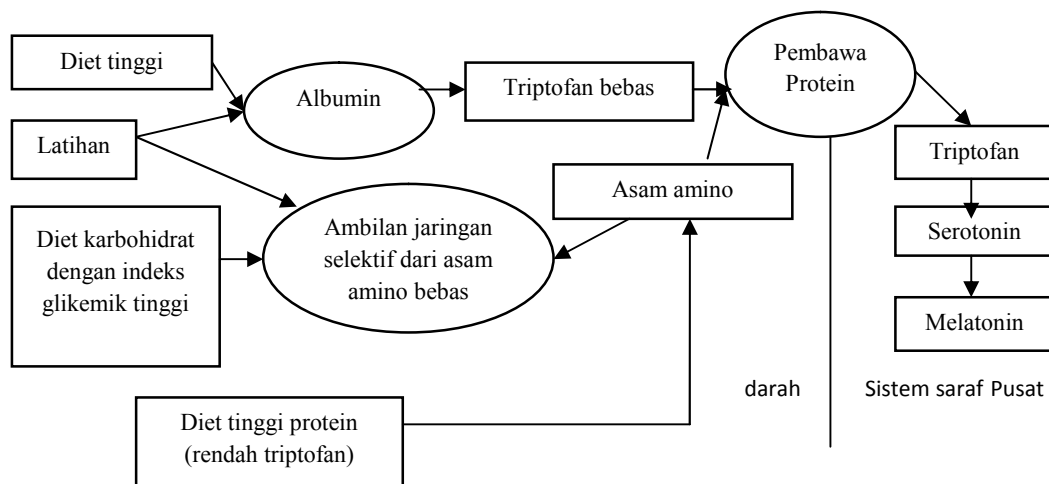 Diet tinggi
Latihan
Diet karbohidrat
dengan indeks
glikemik tinggi
Albumin
Ambilan jaringan
selektif dari asam
amino bebas
Diet tinggi protein
(rendah triptofan)
Triptofan bebas
Asam amino
Pembawa
Protein
Triptofan
Serotonin
Melatonin
darah
Sistem saraf Pusat